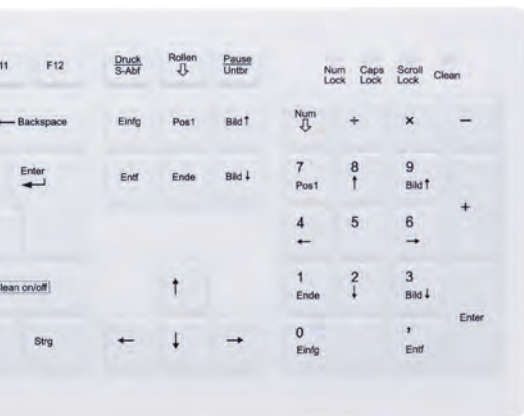 11 F12 Druck Rollen ⇩ Pause
S-Abf Untbr
Num Caps Scroll Clean
Lock Lock Lock
← Backspace Einfg Pos1 Bild ↑ Num ⇩ ÷ × −
Enter ↵ Entf Ende Bild ↓ 7 8 9 +
Pos1 ↑ Bild ↑
4 5 6
← →
lean on/off ↑ 1 2 3 Enter
Ende ↓ Bild ↓
Strg ← ↓ → 0 ,
Einfg Entf